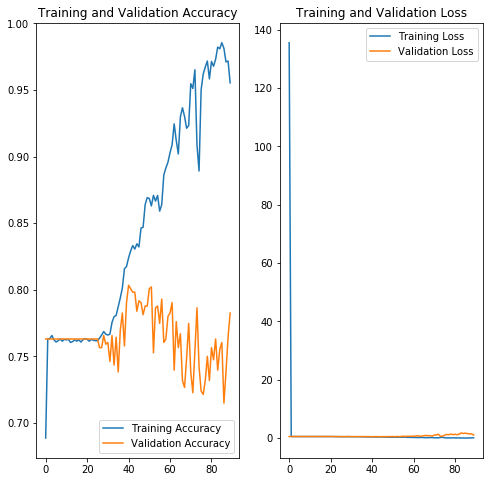 Training and Validation Accuracy
1.00
0.95
0.90
0.85
0.80
0.75
0.70
0 20 40 60 80
Training Accuracy
Validation Accuracy
Training and Validation Loss
140
120
100
80
60
40
20
0
0 20 40 60 80
Training Loss
Validation Loss